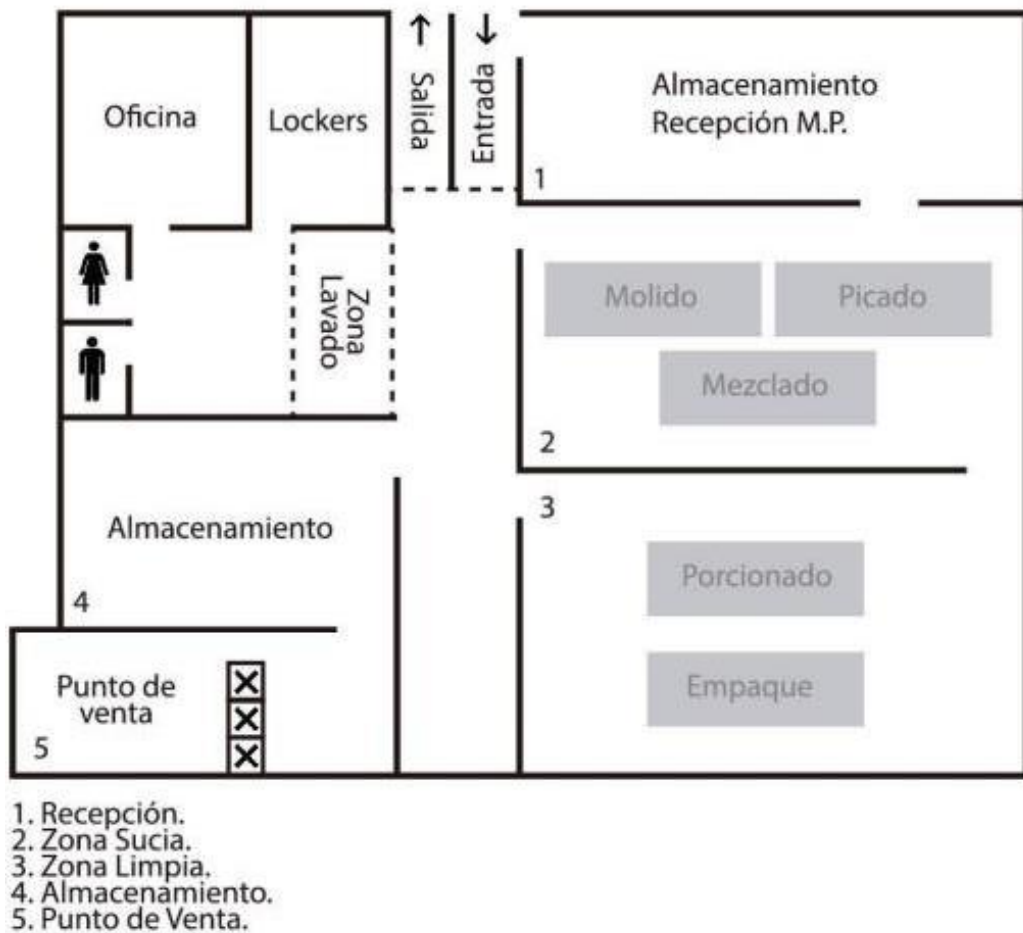 Oficina
Lockers
Salida
Entrada
Almacenamiento
Recepción M.P.
1
Zona
Lavado
Molido
Picado
Mezclado
2
3
Almacenamiento
4
Porcionado
Empaque
Punto de
venta
5
1. Recepción.
2. Zona Sucia.
3. Zona Limpia.
4. Almacenamiento.
5. Punto de Venta.